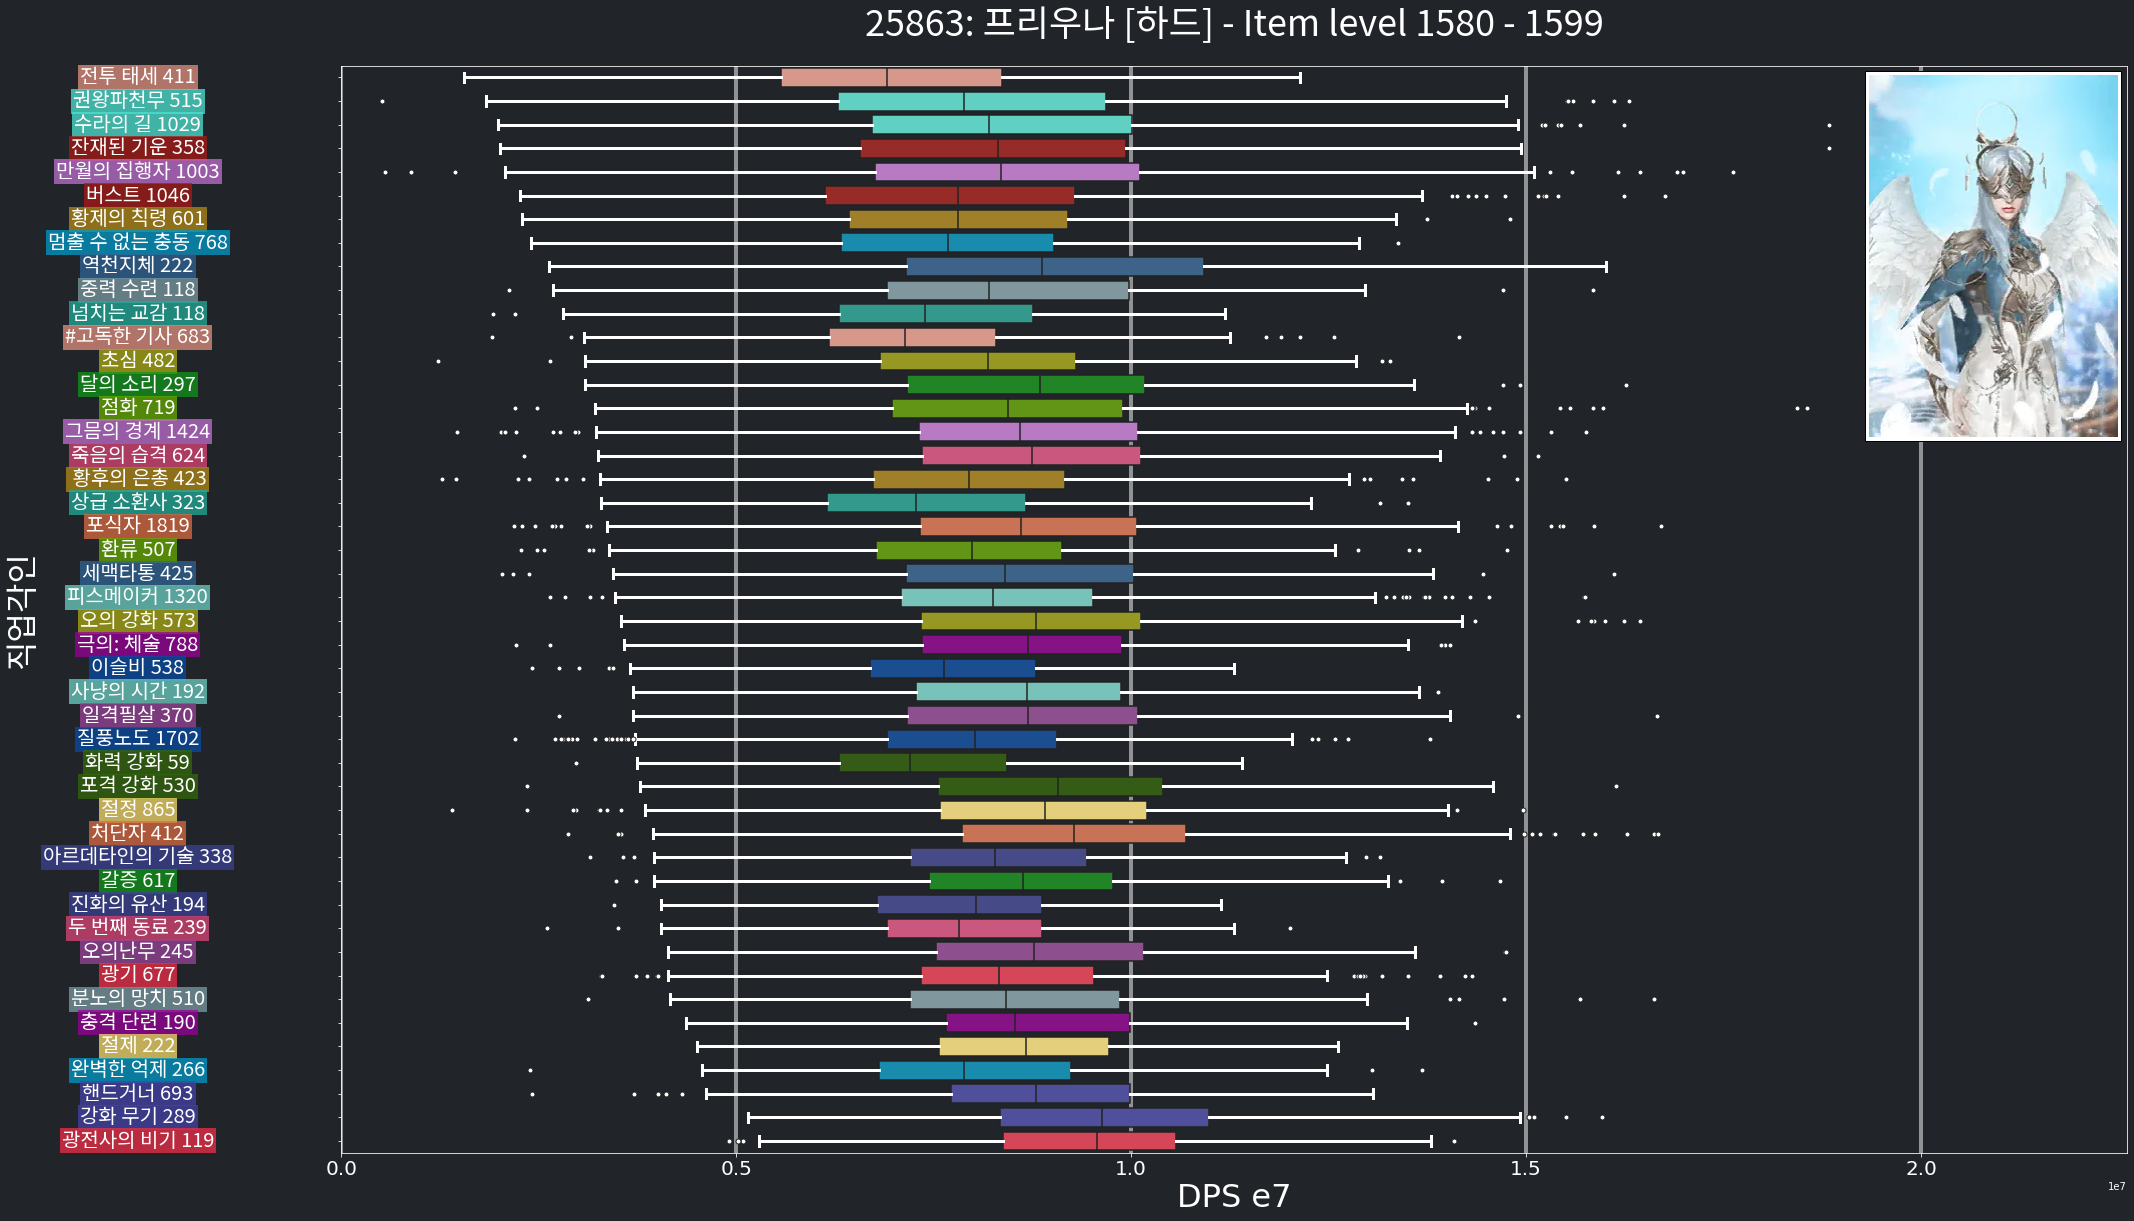 25863: 프리우나 [하드] - Item level 1580 - 1599
전투 태세 411
권왕파천무 515
수라의 길 1029
잔재된 기운 358
만월의 집행자 1003
버스트 1046
황제의 칙령 601
멈출 수 없는 충동 768
역천지체 222
중력 수련 118
넘치는 교감 118
#고독한 기사 683
초심 482
달의 소리 297
점화 719
그믐의 경계 1424
죽음의 습격 624
황후의 은총 423
상급 소환사 323
포식자 1819
환류 507
세맥타통 425
피스메이커 1320
오의 강화 573
극의: 체술 788
이슬비 538
사냥의 시간 192
일격필살 370
질풍노도 1702
화력 강화 59
포격 강화 530
절정 865
처단자 412
아르데타인의 기술 338
갈증 617
진화의 유산 194
두 번째 동료 239
오의난무 245
광기 677
분노의 망치 510
충격 단련 190
절제 222
완벽한 억제 266
핸드거너 693
강화 무기 289
광전사의 비기 119
직업각인
0.0 0.5 1.0 1.5 2.0
DPS e7
1e7